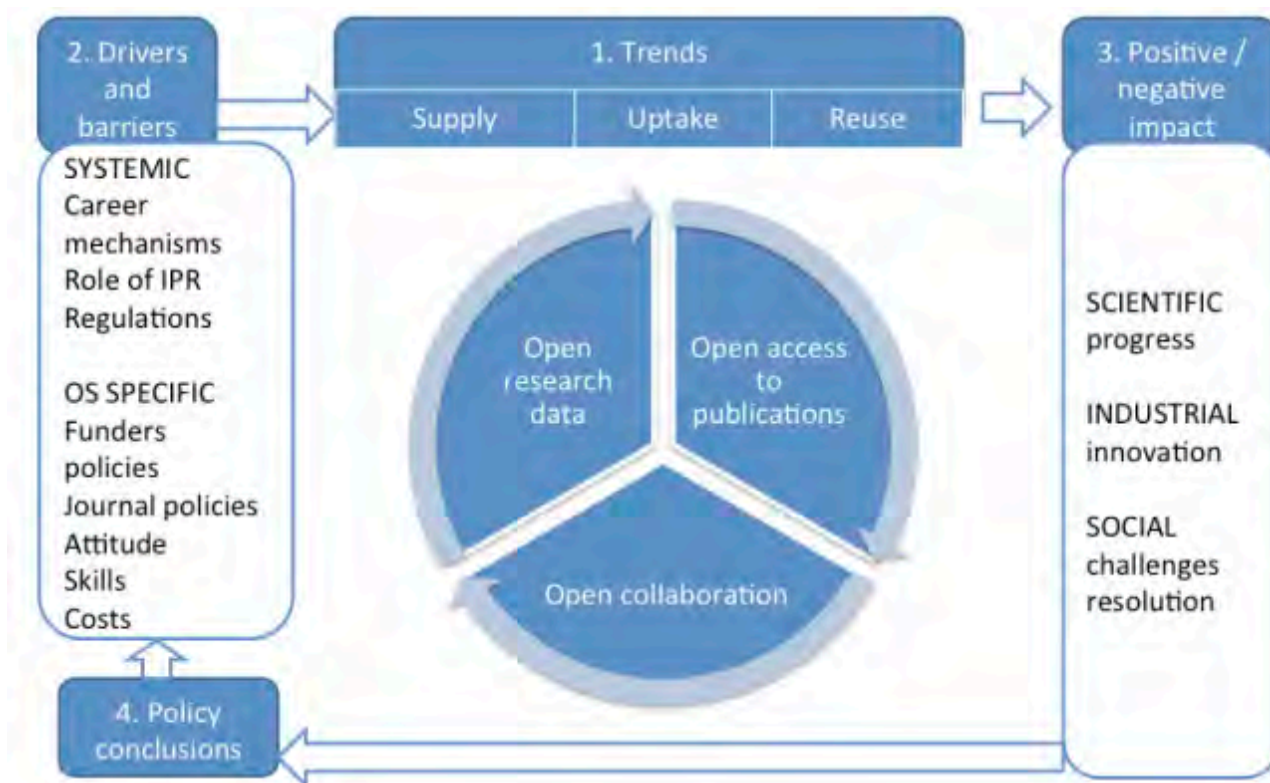 2. Drivers
and
barriers
1. Trends
Supply
Uptake
Reuse
3. Positive /
negative
impact
SYSTEMIC
Career
mechanisms
Role of IPR
Regulations
OS SPECIFIC
Funders
policies
Journal policies
Attitude
Skills
Costs
Open
research
data
Open access
to
publications
Open collaboration
SCIENTIFIC
progress
INDUSTRIAL
innovation
SOCIAL
challenges
resolution
4. Policy
conclusions